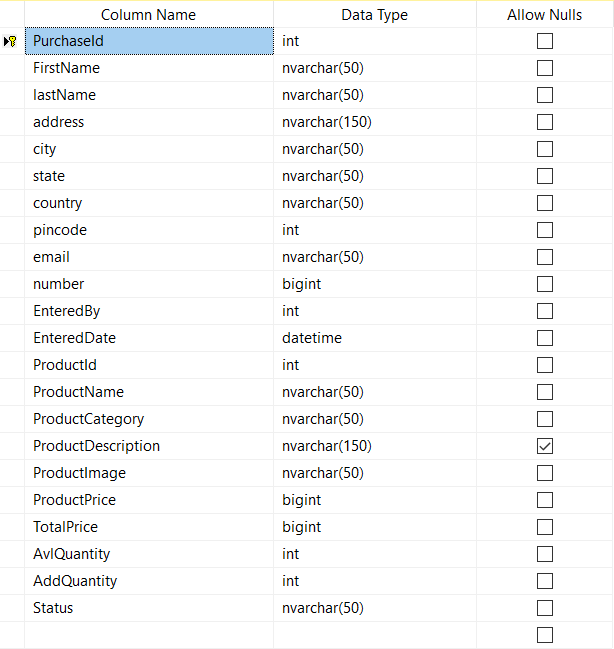 Column Name Data Type Allow Nulls
PurchaseId int
FirstName nvarchar(50)
lastName nvarchar(50)
address nvarchar(150)
city nvarchar(50)
state nvarchar(50)
country nvarchar(50)
pincode int
email nvarchar(50)
number bigint
EnteredBy int
EnteredDate datetime
ProductId int
ProductName nvarchar(50)
ProductCategory nvarchar(50)
ProductDescription nvarchar(150)
ProductImage nvarchar(50)
ProductPrice bigint
TotalPrice bigint
AvlQuantity int
AddQuantity int
Status nvarchar(50)